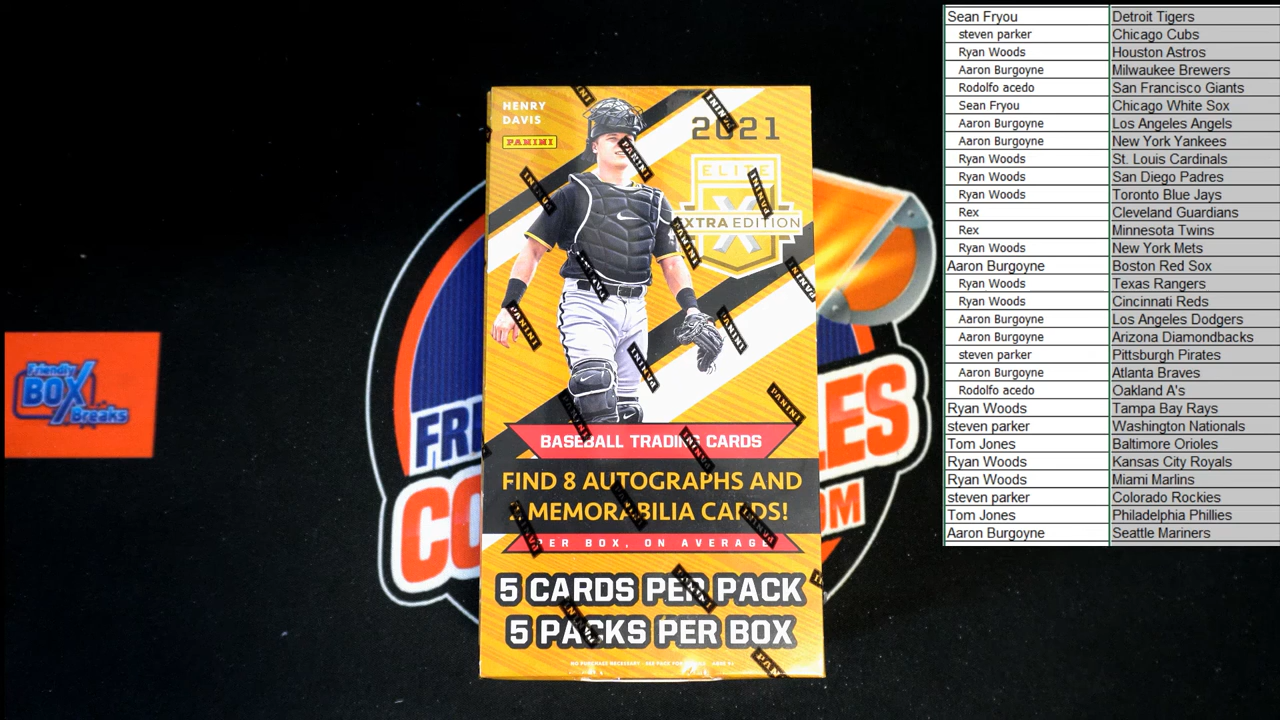 HENRY
DAVIS
PANINI
2021
ELITE
X
EXTRA EDITION
BASEBALL TRADING CARDS
FIND 8 AUTOGRAPHS AND
2 MEMORABILIA CARDS!
PER BOX, ON AVERAGE
5 CARDS PER PACK
5 PACKS PER BOX
Friendly
BOX
Breaks
FRI
LES
CO
OM
Sean Fryou Detroit Tigers
steven parker Chicago Cubs
Ryan Woods Houston Astros
Aaron Burgoyne Milwaukee Brewers
Rodolfo acedo San Francisco Giants
Sean Fryou Chicago White Sox
Aaron Burgoyne Los Angeles Angels
Aaron Burgoyne New York Yankees
Ryan Woods St. Louis Cardinals
Ryan Woods San Diego Padres
Ryan Woods Toronto Blue Jays
Rex Cleveland Guardians
Rex Minnesota Twins
Ryan Woods New York Mets
Aaron Burgoyne Boston Red Sox
Ryan Woods Texas Rangers
Ryan Woods Cincinnati Reds
Aaron Burgoyne Los Angeles Dodgers
Aaron Burgoyne Arizona Diamondbacks
steven parker Pittsburgh Pirates
Aaron Burgoyne Atlanta Braves
Rodolfo acedo Oakland A's
Ryan Woods Tampa Bay Rays
steven parker Washington Nationals
Tom Jones Baltimore Orioles
Ryan Woods Kansas City Royals
Ryan Woods Miami Marlins
steven parker Colorado Rockies
Tom Jones Philadelphia Phillies
Aaron Burgoyne Seattle Mariners